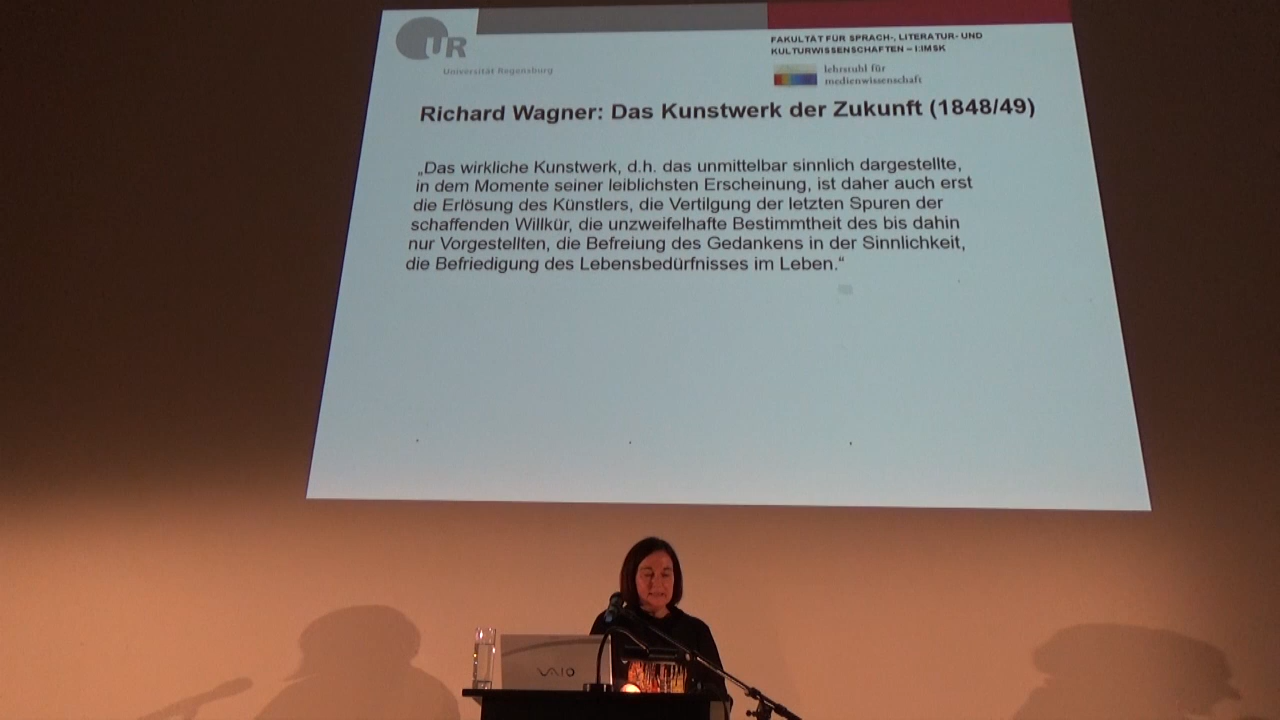 UR
Universität Regensburg
FAKULTÄT FÜR SPRACH-, LITERATUR- UND
KULTURWISSENSCHAFTEN – I:IMSK
lehrstuhl für
medienwissenschaft
Richard Wagner: Das Kunstwerk der Zukunft (1848/49)
„Das wirkliche Kunstwerk, d.h. das unmittelbar sinnlich dargestellte,
in dem Momente seiner leiblichsten Erscheinung, ist daher auch erst
die Erlösung des Künstlers, die Vertilgung der letzten Spuren der
schaffenden Willkür, die unzweifelhafte Bestimmtheit des bis dahin
nur Vorgestellten, die Befreiung des Gedankens in der Sinnlichkeit,
die Befriedigung des Lebensbedürfnisses im Leben.“
VAIO